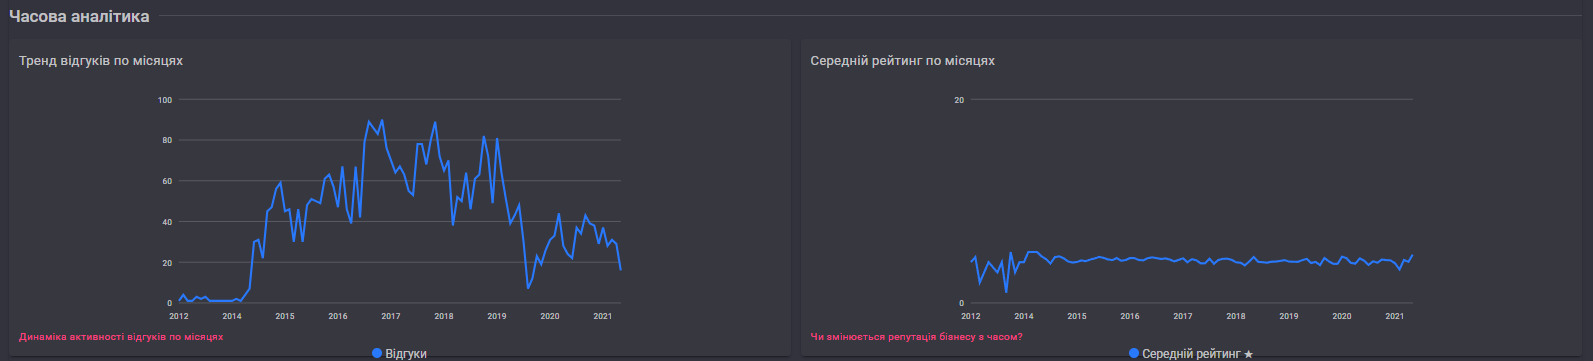 Часова аналітика
Тренд відгуків по місяцях
100
80
60
40
20
0
2012 2014 2015 2016 2017 2018 2019 2020 2021
Динаміка активності відгуків по місяцях
Відгуки
Середній рейтинг по місяцях
20
0
2012 2014 2015 2016 2017 2018 2019 2020 2021
Чи змінюється репутація бізнесу з часом?
Середній рейтинг ★